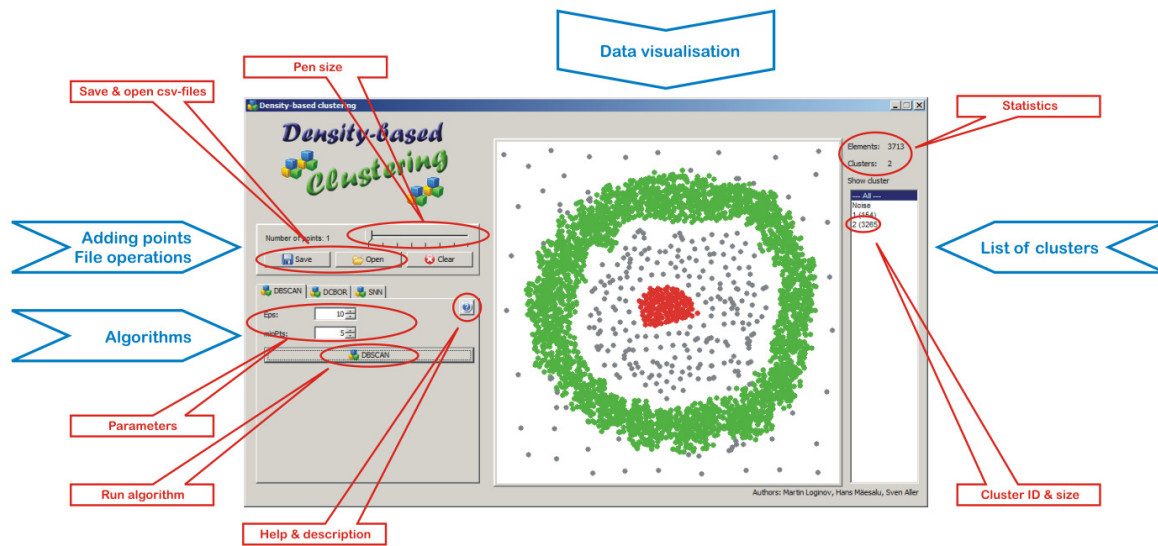 Data visualisation
Pen size
Save & open csv-files
Statistics
Density-based clustering
Density-based
Clustering
Elements: 3713
Clusters: 2
Show cluster
--- All ---
Noise
1 (154)
2 (3265)
Adding points
File operations
Number of points: 1
Save
Open
Clear
List of clusters
DBSCAN
DCBOR
SNN
Algorithms
Eps: 10
minPts: 5
DBSCAN
Parameters
Run algorithm
Help & description
Cluster ID & size
Authors: Martin Loginov, Hans Mäesalu, Sven Aller